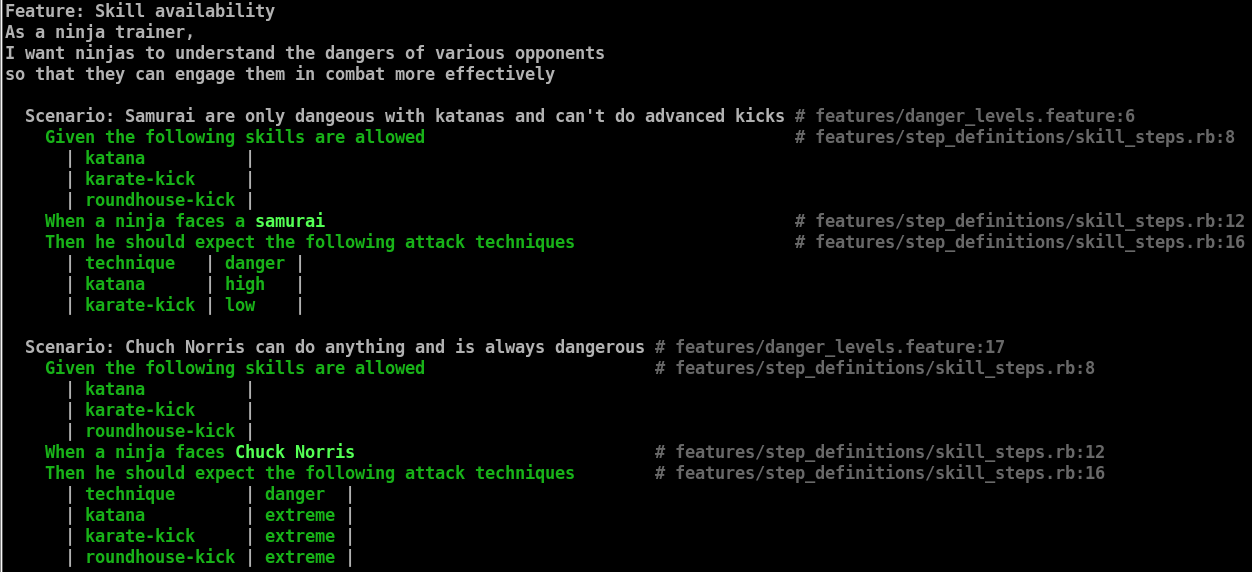 Feature: Skill availability
As a ninja trainer,
I want ninjas to understand the dangers of various opponents
so that they can engage them in combat more effectively
Scenario: Samurai are only dangeous with katanas and can't do advanced kicks # features/danger_levels.feature:6
Given the following skills are allowed # features/step_definitions/skill_steps.rb:8
| katana |
| karate-kick |
| roundhouse-kick |
When a ninja faces a samurai # features/step_definitions/skill_steps.rb:12
Then he should expect the following attack techniques # features/step_definitions/skill_steps.rb:16
| technique | danger |
| katana | high |
| karate-kick | low |
Scenario: Chuch Norris can do anything and is always dangerous # features/danger_levels.feature:17
Given the following skills are allowed # features/step_definitions/skill_steps.rb:8
| katana |
| karate-kick |
| roundhouse-kick |
When a ninja faces Chuck Norris # features/step_definitions/skill_steps.rb:12
Then he should expect the following attack techniques # features/step_definitions/skill_steps.rb:16
| technique | danger |
| katana | extreme |
| karate-kick | extreme |
| roundhouse-kick | extreme |